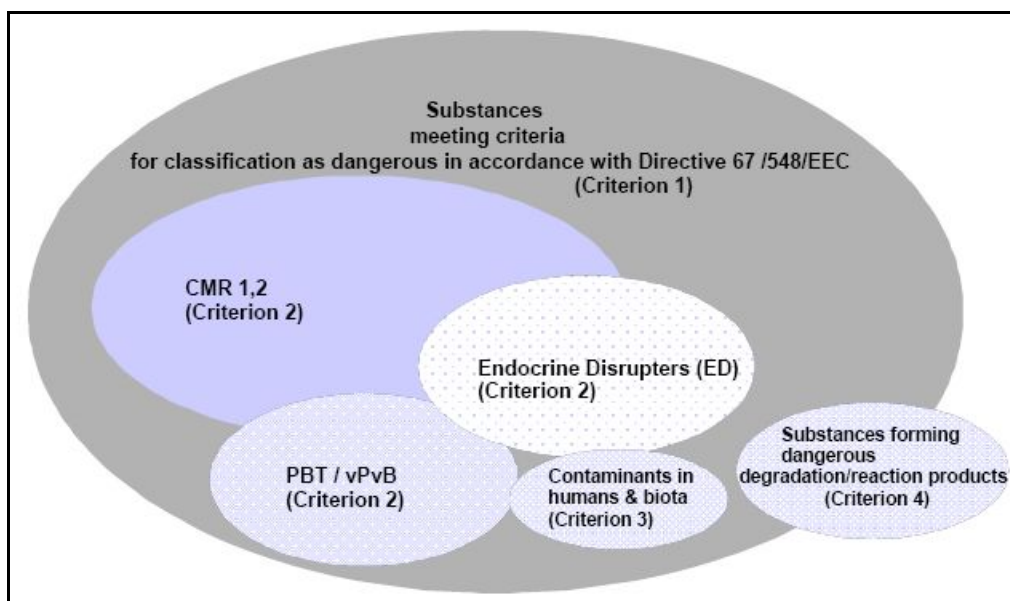 Substances
meeting criteria
for classification as dangerous in accordance with Directive 67 /548/EEC
(Criterion 1)
CMR 1,2
(Criterion 2)
Endocrine Disrupters (ED)
(Criterion 2)
PBT / vPvB
(Criterion 2)
Contaminants in
humans & biota
(Criterion 3)
Substances forming
dangerous
degradation/reaction products
(Criterion 4)